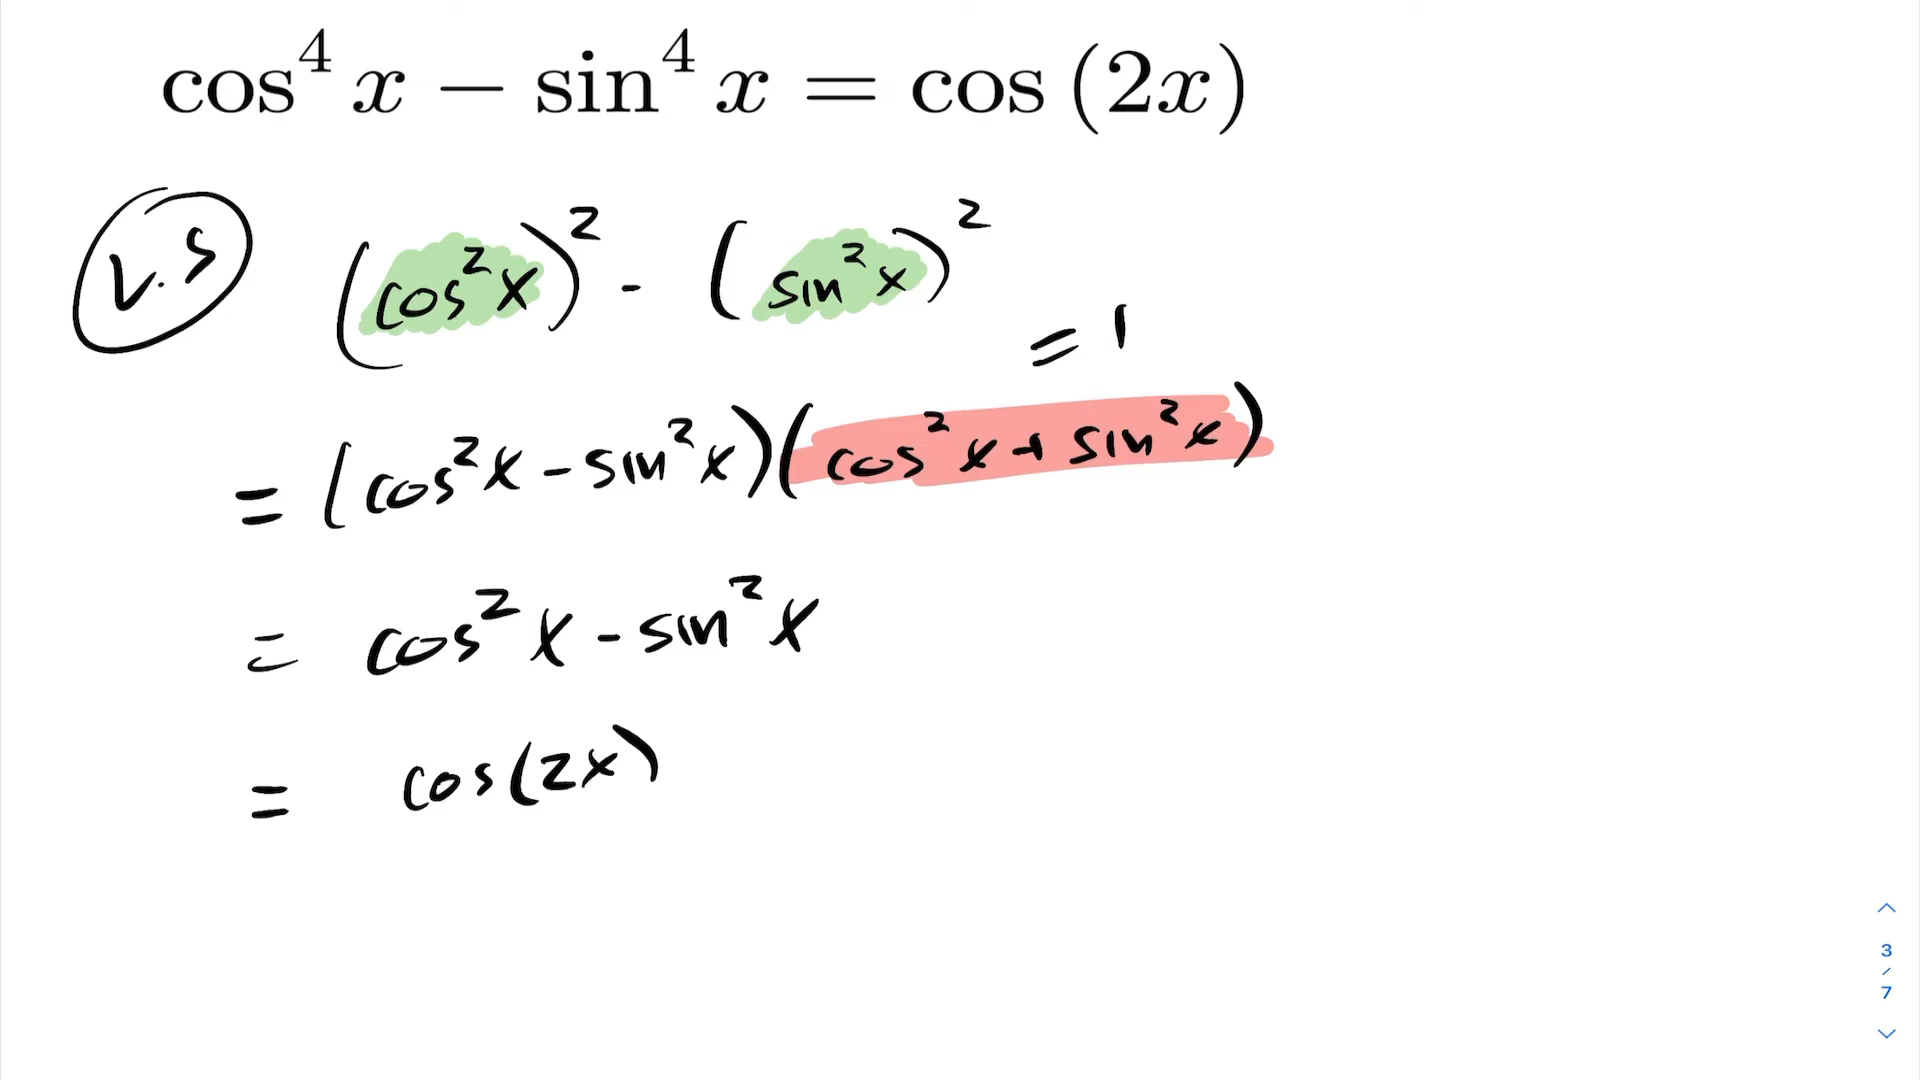 cos⁴ x − sin⁴ x = cos (2x)
V.S (cos²x)² - (sin²x)²
= 1
= (cos²x - sin²x)(cos²x + sin²x)
= cos²x - sin²x
= cos(2x)
3
/
7